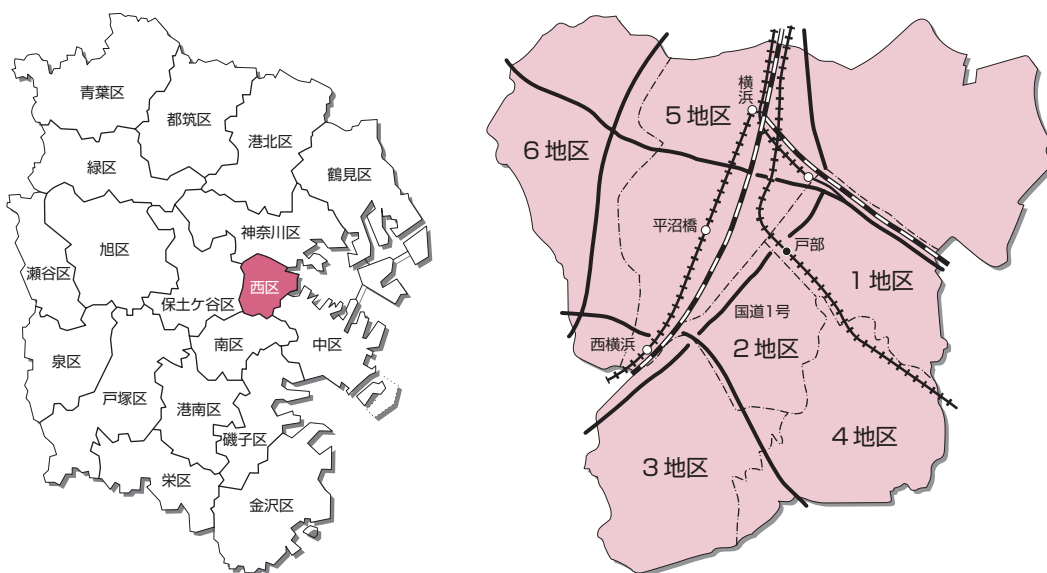 青葉区
都筑区
港北区
緑区
鶴見区
神奈川区
旭区
瀬谷区
西区
保土ケ谷区
泉区
南区
中区
戸塚区
港南区
磯子区
栄区
金沢区
横浜
5地区
6地区
平沼橋
戸部
1地区
国道1号
2地区
西横浜
4地区
3地区